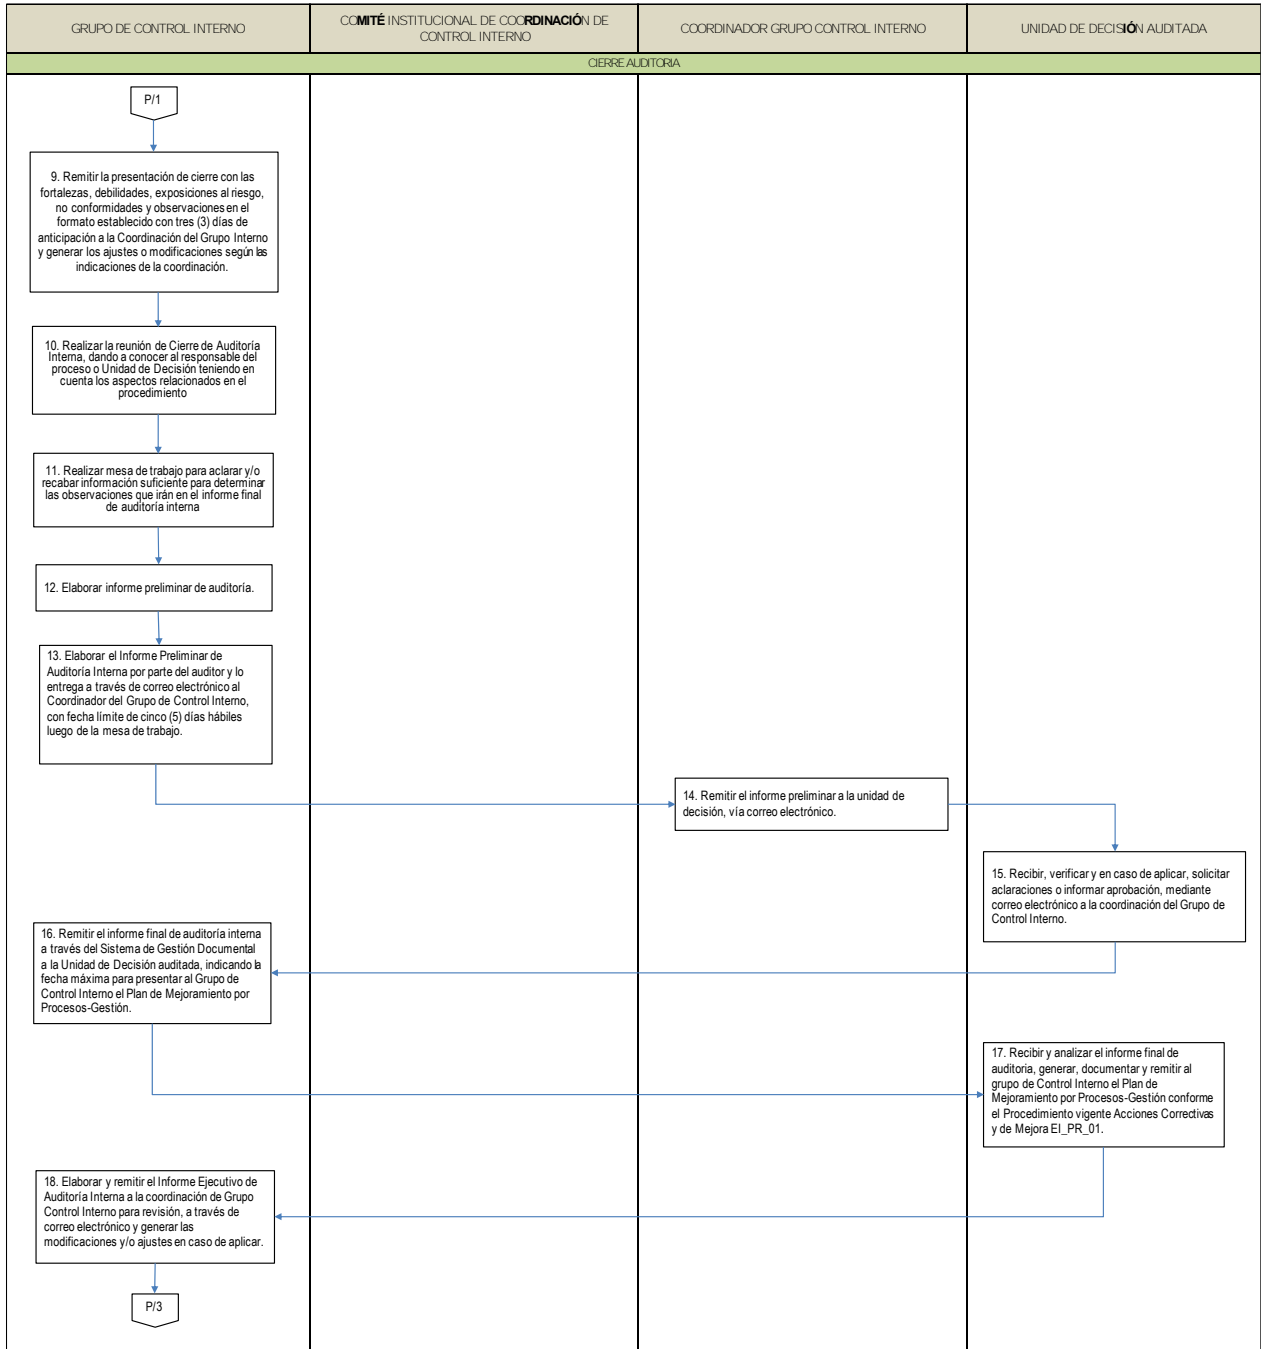 GRUPO DE CONTROL INTERNO
COMITÉ INSTITUCIONAL DE COORDINACIÓN DE
CONTROL INTERNO
COORDINADOR GRUPO CONTROL INTERNO
UNIDAD DE DECISIÓN AUDITADA
CIERRE AUDITORIA
P/1
9. Remitir la presentación de cierre con las
fortalezas, debilidades, exposiciones al riesgo,
no conformidades y observaciones en el
formato establecido con tres (3) días de
anticipación a la Coordinación del Grupo Interno
y generar los ajustes o modificaciones según las
indicaciones de la coordinación.
10. Realizar la reunión de Cierre de Auditoría
Interna, dando a conocer al responsable del
proceso o Unidad de Decisión teniendo en
cuenta los aspectos relacionados en el
procedimiento
11. Realizar mesa de trabajo para aclarar y/o
recabar información suficiente para determinar
las observaciones que irán en el informe final
de auditoría interna
12. Elaborar informe preliminar de auditoría.
13. Elaborar el Informe Preliminar de
Auditoría Interna por parte del auditor y lo
entrega a través de correo electrónico al
Coordinador del Grupo de Control Interno,
con fecha límite de cinco (5) días hábiles
luego de la mesa de trabajo.
14. Remitir el informe preliminar a la unidad de
decisión, vía correo electrónico.
15. Recibir, verificar y en caso de aplicar, solicitar
aclaraciones o informar aprobación, mediante
correo electrónico a la coordinación del Grupo de
Control Interno.
16. Remitir el informe final de auditoría interna
a través del Sistema de Gestión Documental
a la Unidad de Decisión auditada, indicando la
fecha máxima para presentar al Grupo de
Control Interno el Plan de Mejoramiento por
Procesos-Gestión.
17. Recibir y analizar el informe final de
auditoria, generar, documentar y remitir al
grupo de Control Interno el Plan de
Mejoramiento por Procesos-Gestión conforme
el Procedimiento vigente Acciones Correctivas
y de Mejora EI_PR_01.
18. Elaborar y remitir el Informe Ejecutivo de
Auditoría Interna a la coordinación de Grupo
Control Interno para revisión, a través de
correo electrónico y generar las
modificaciones y/o ajustes en caso de aplicar.
P/3